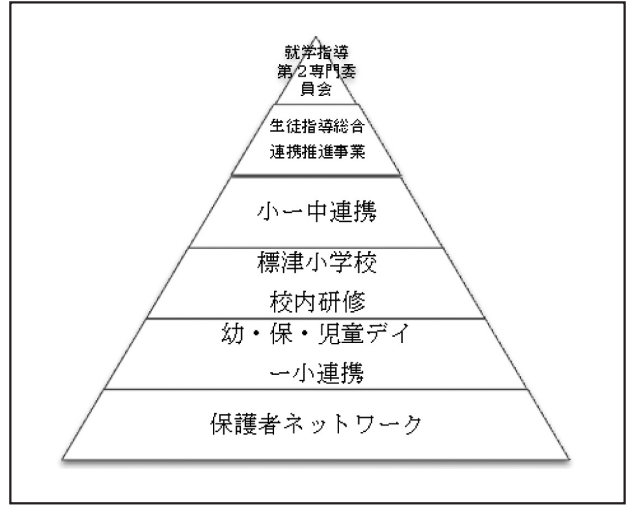 就学指導
第２専門委
員会
生徒指導総合
連携推進事業
小ー中連携
標津小学校
校内研修
幼・保・児童デイ
ー小連携
保護者ネットワーク